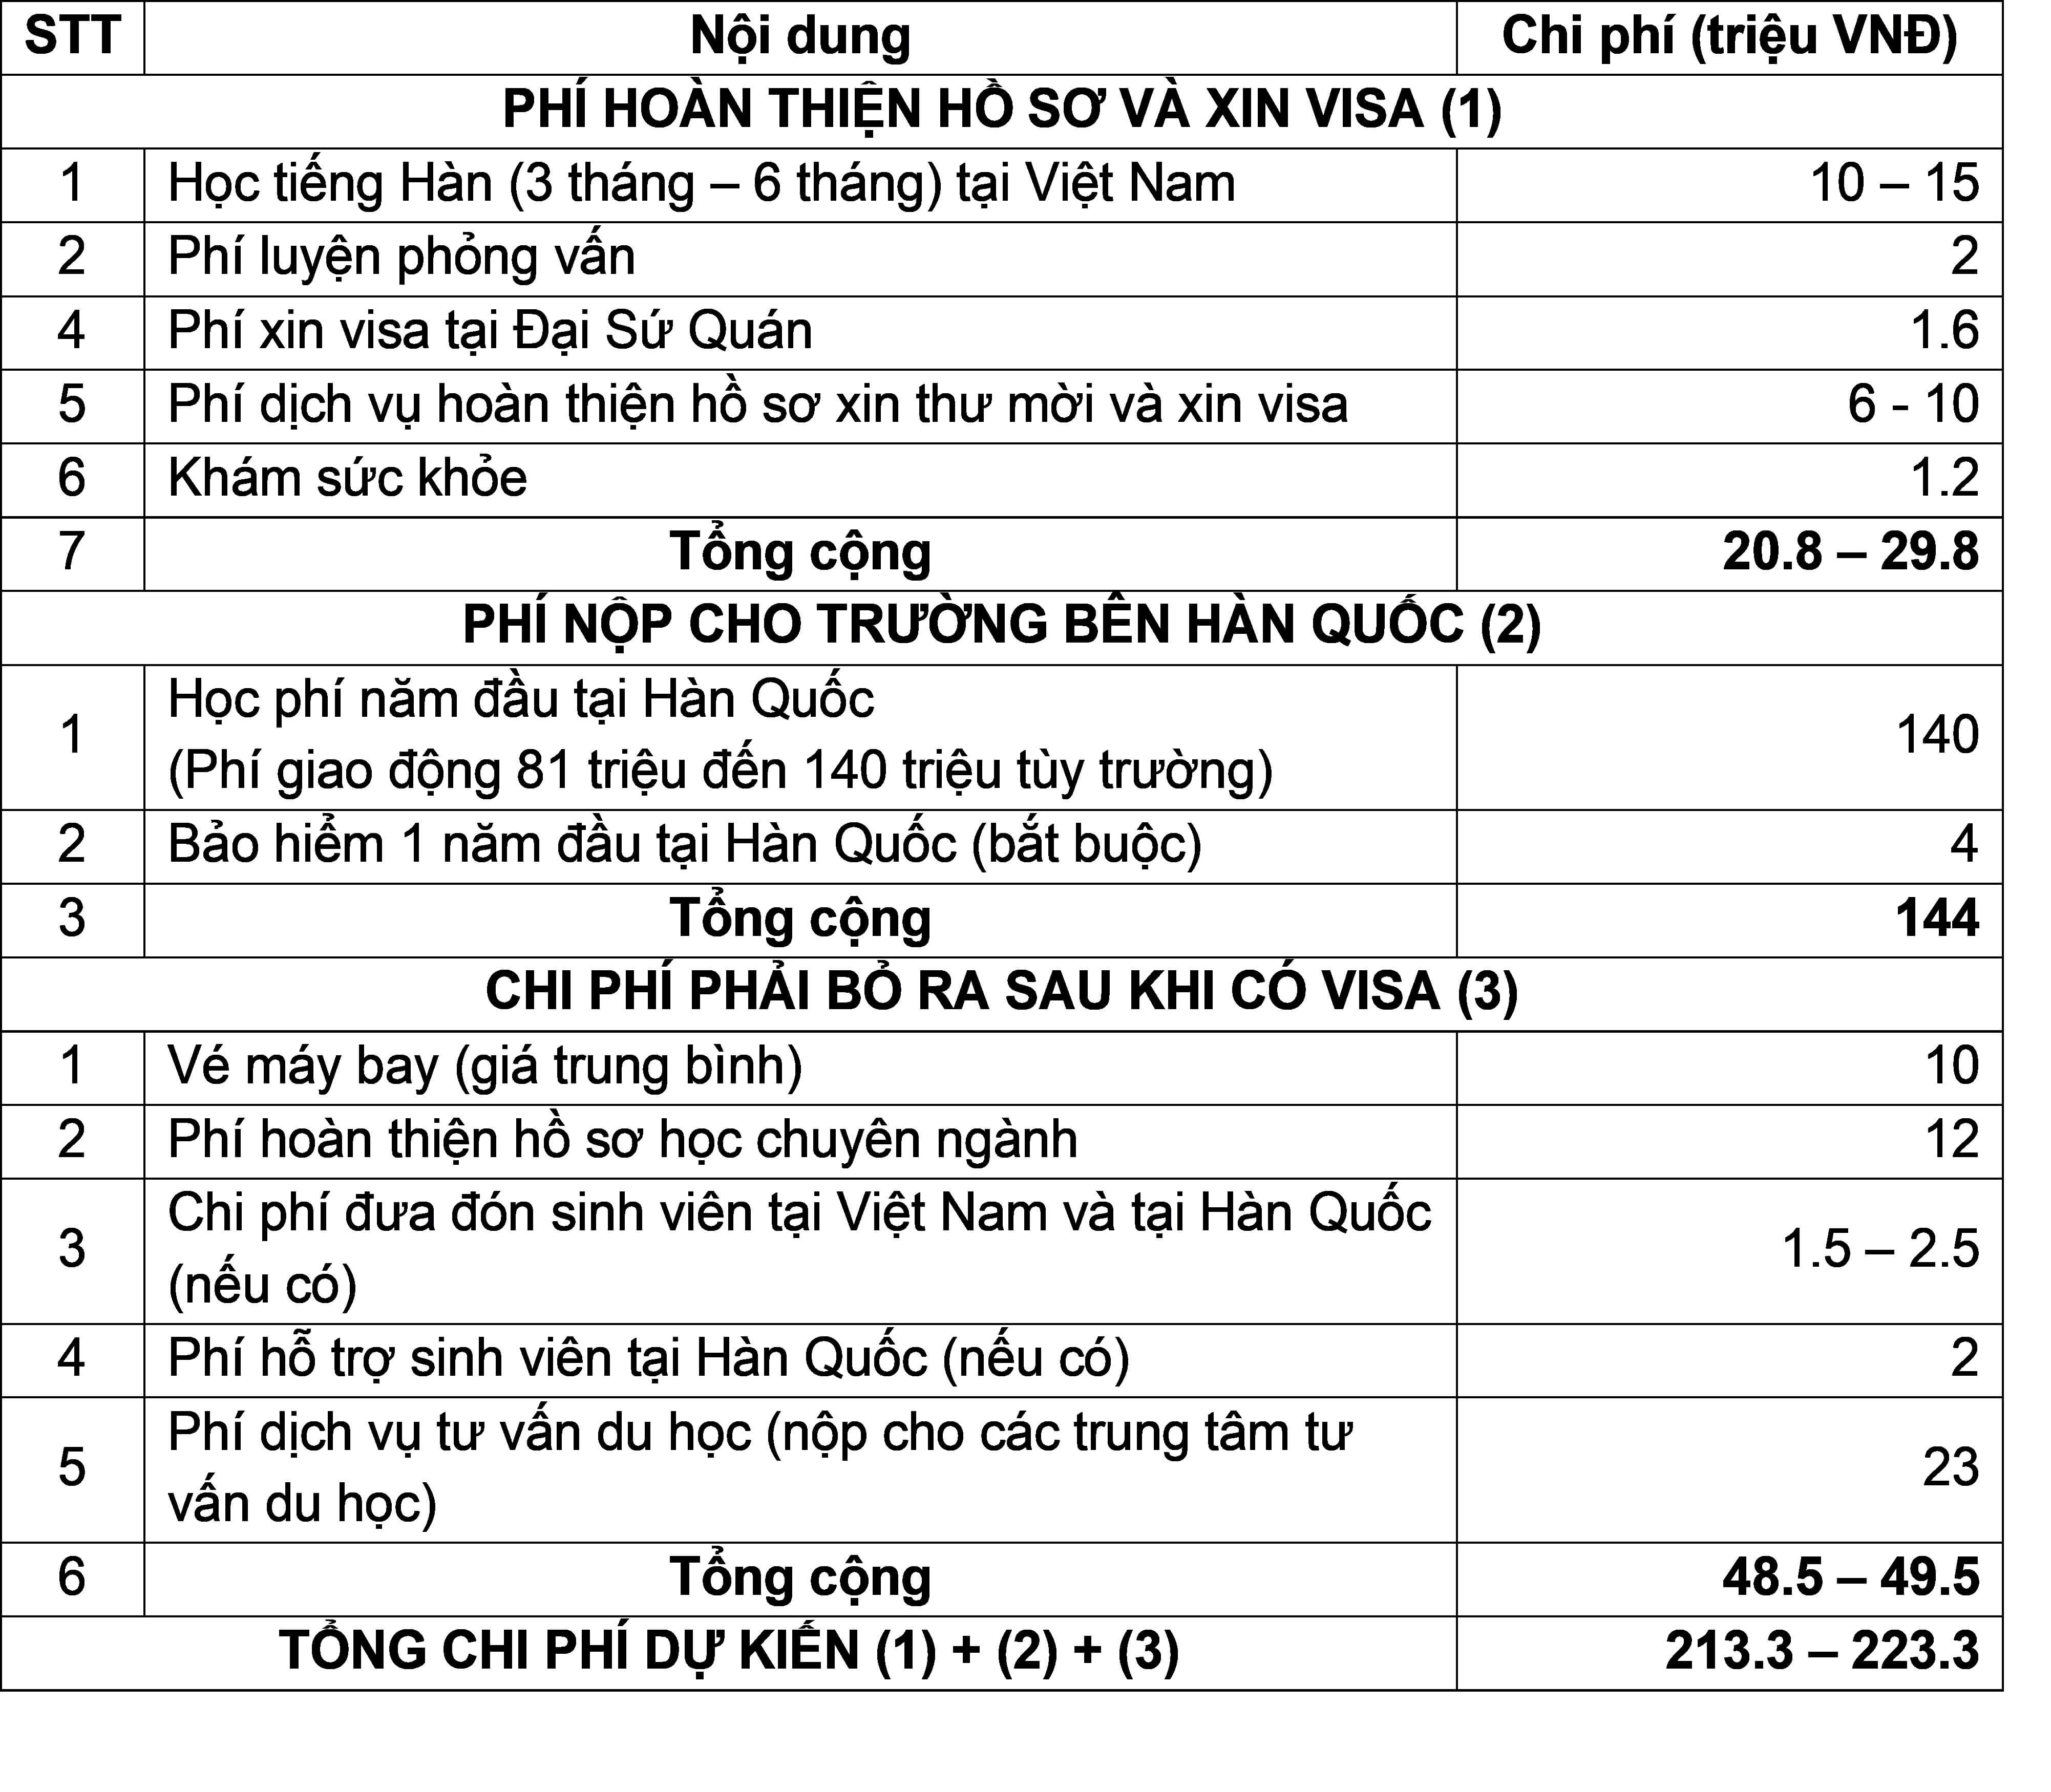 STT Nội dung Chi phí (triệu VNĐ)
PHÍ HOÀN THIỆN HỒ SƠ VÀ XIN VISA (1)
1 Học tiếng Hàn (3 tháng – 6 tháng) tại Việt Nam 10 – 15
2 Phí luyện phỏng vấn 2
4 Phí xin visa tại Đại Sứ Quán 1.6
5 Phí dịch vụ hoàn thiện hồ sơ xin thư mời và xin visa 6 - 10
6 Khám sức khỏe 1.2
7 Tổng cộng 20.8 – 29.8
PHÍ NỘP CHO TRƯỜNG BÊN HÀN QUỐC (2)
1 Học phí năm đầu tại Hàn Quốc 140
(Phí giao động 81 triệu đến 140 triệu tùy trường)
2 Bảo hiểm 1 năm đầu tại Hàn Quốc (bắt buộc) 4
3 Tổng cộng 144
CHI PHÍ PHẢI BỎ RA SAU KHI CÓ VISA (3)
1 Vé máy bay (giá trung bình) 10
2 Phí hoàn thiện hồ sơ học chuyên ngành 12
3 Chi phí đưa đón sinh viên tại Việt Nam và tại Hàn Quốc 1.5 – 2.5
(nếu có)
4 Phí hỗ trợ sinh viên tại Hàn Quốc (nếu có) 2
5 Phí dịch vụ tư vấn du học (nộp cho các trung tâm tư 23
vấn du học)
6 Tổng cộng 48.5 – 49.5
TỔNG CHI PHÍ DỰ KIẾN (1) + (2) + (3) 213.3 – 223.3